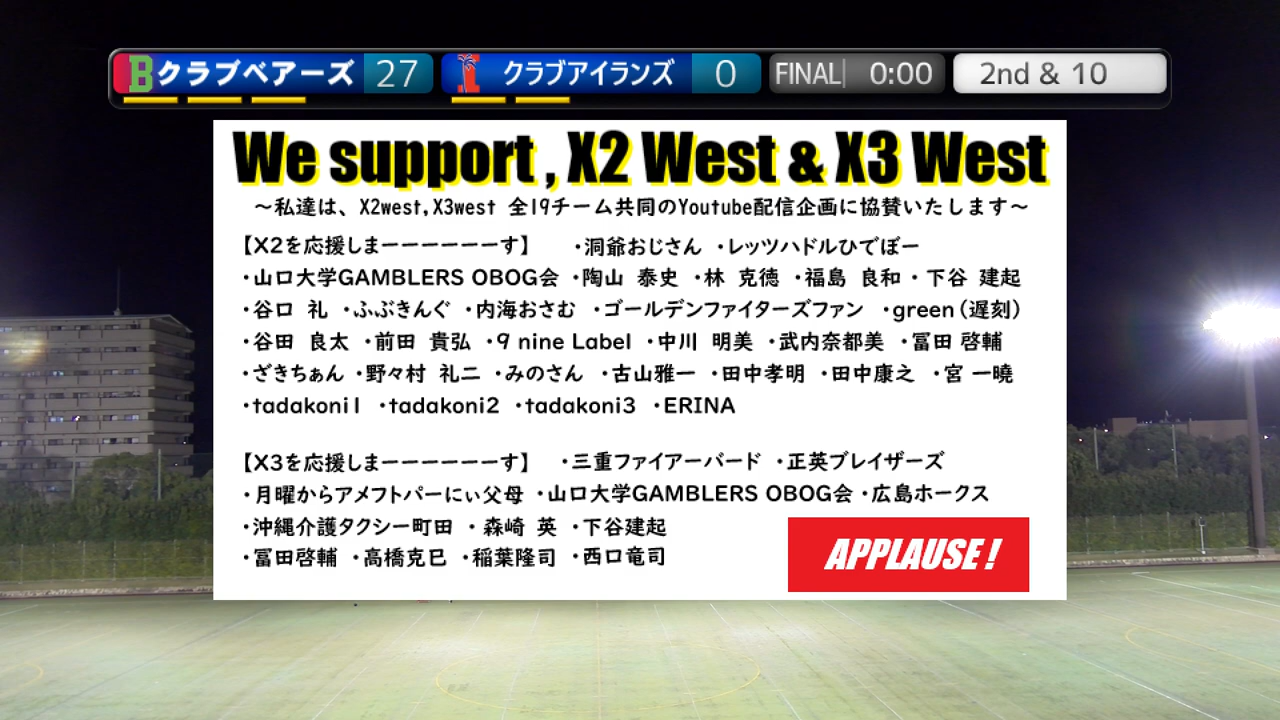 B クラブベアーズ 27 I クラブアイランズ 0 FINAL 0:00 2nd & 10
We support , X2 West & X3 West
～私達は、X2west,X3west 全19チーム共同のYoutube配信企画に協賛いたします～
【X2を応援しまーーーーーーす】 ・洞爺おじさん ・レッツハドルひでぼー
・山口大学GAMBLERS OBOG会 ・陶山 泰史 ・林 克徳 ・福島 良和・下谷 建起
・谷口 礼 ・ふぶきんぐ ・内海おさむ ・ゴールデンファイターズファン ・green（遅刻）
・谷田 良太 ・前田 貴弘 ・9 nine Label ・中川 明美 ・武内奈都美 ・冨田 啓輔
・ざきちぁん ・野々村 礼二 ・みのさん ・古山雅一 ・田中孝明 ・田中康之 ・宮 一暁
・tadakoni1 ・tadakoni2 ・tadakoni3 ・ERINA
【X3を応援しまーーーーーーす】 ・三重ファイアーバード ・正英ブレイザーズ
・月曜からアメフトパーにぃ父母 ・山口大学GAMBLERS OBOG会 ・広島ホークス
・沖縄介護タクシー町田 ・森崎 英 ・下谷建起
・冨田啓輔 ・高橋克巳 ・稲葉隆司 ・西口竜司
APPLAUSE!